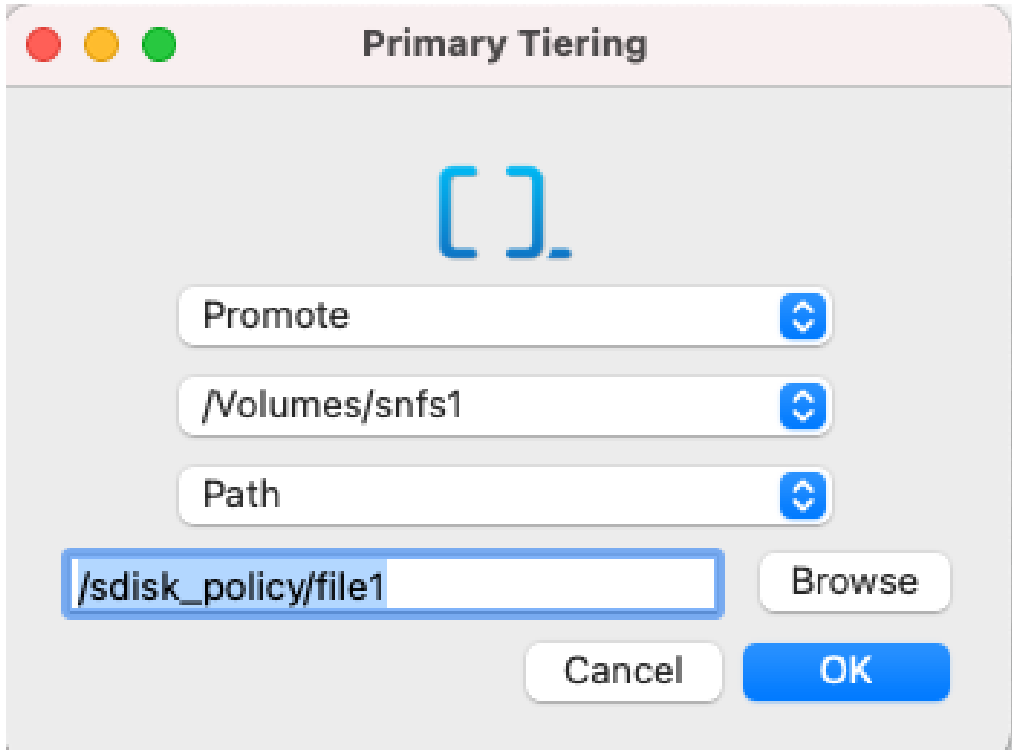 Primary Tiering
Promote
/Volumes/snfs1
Path
/sdisk_policy/file1
Browse
Cancel
OK